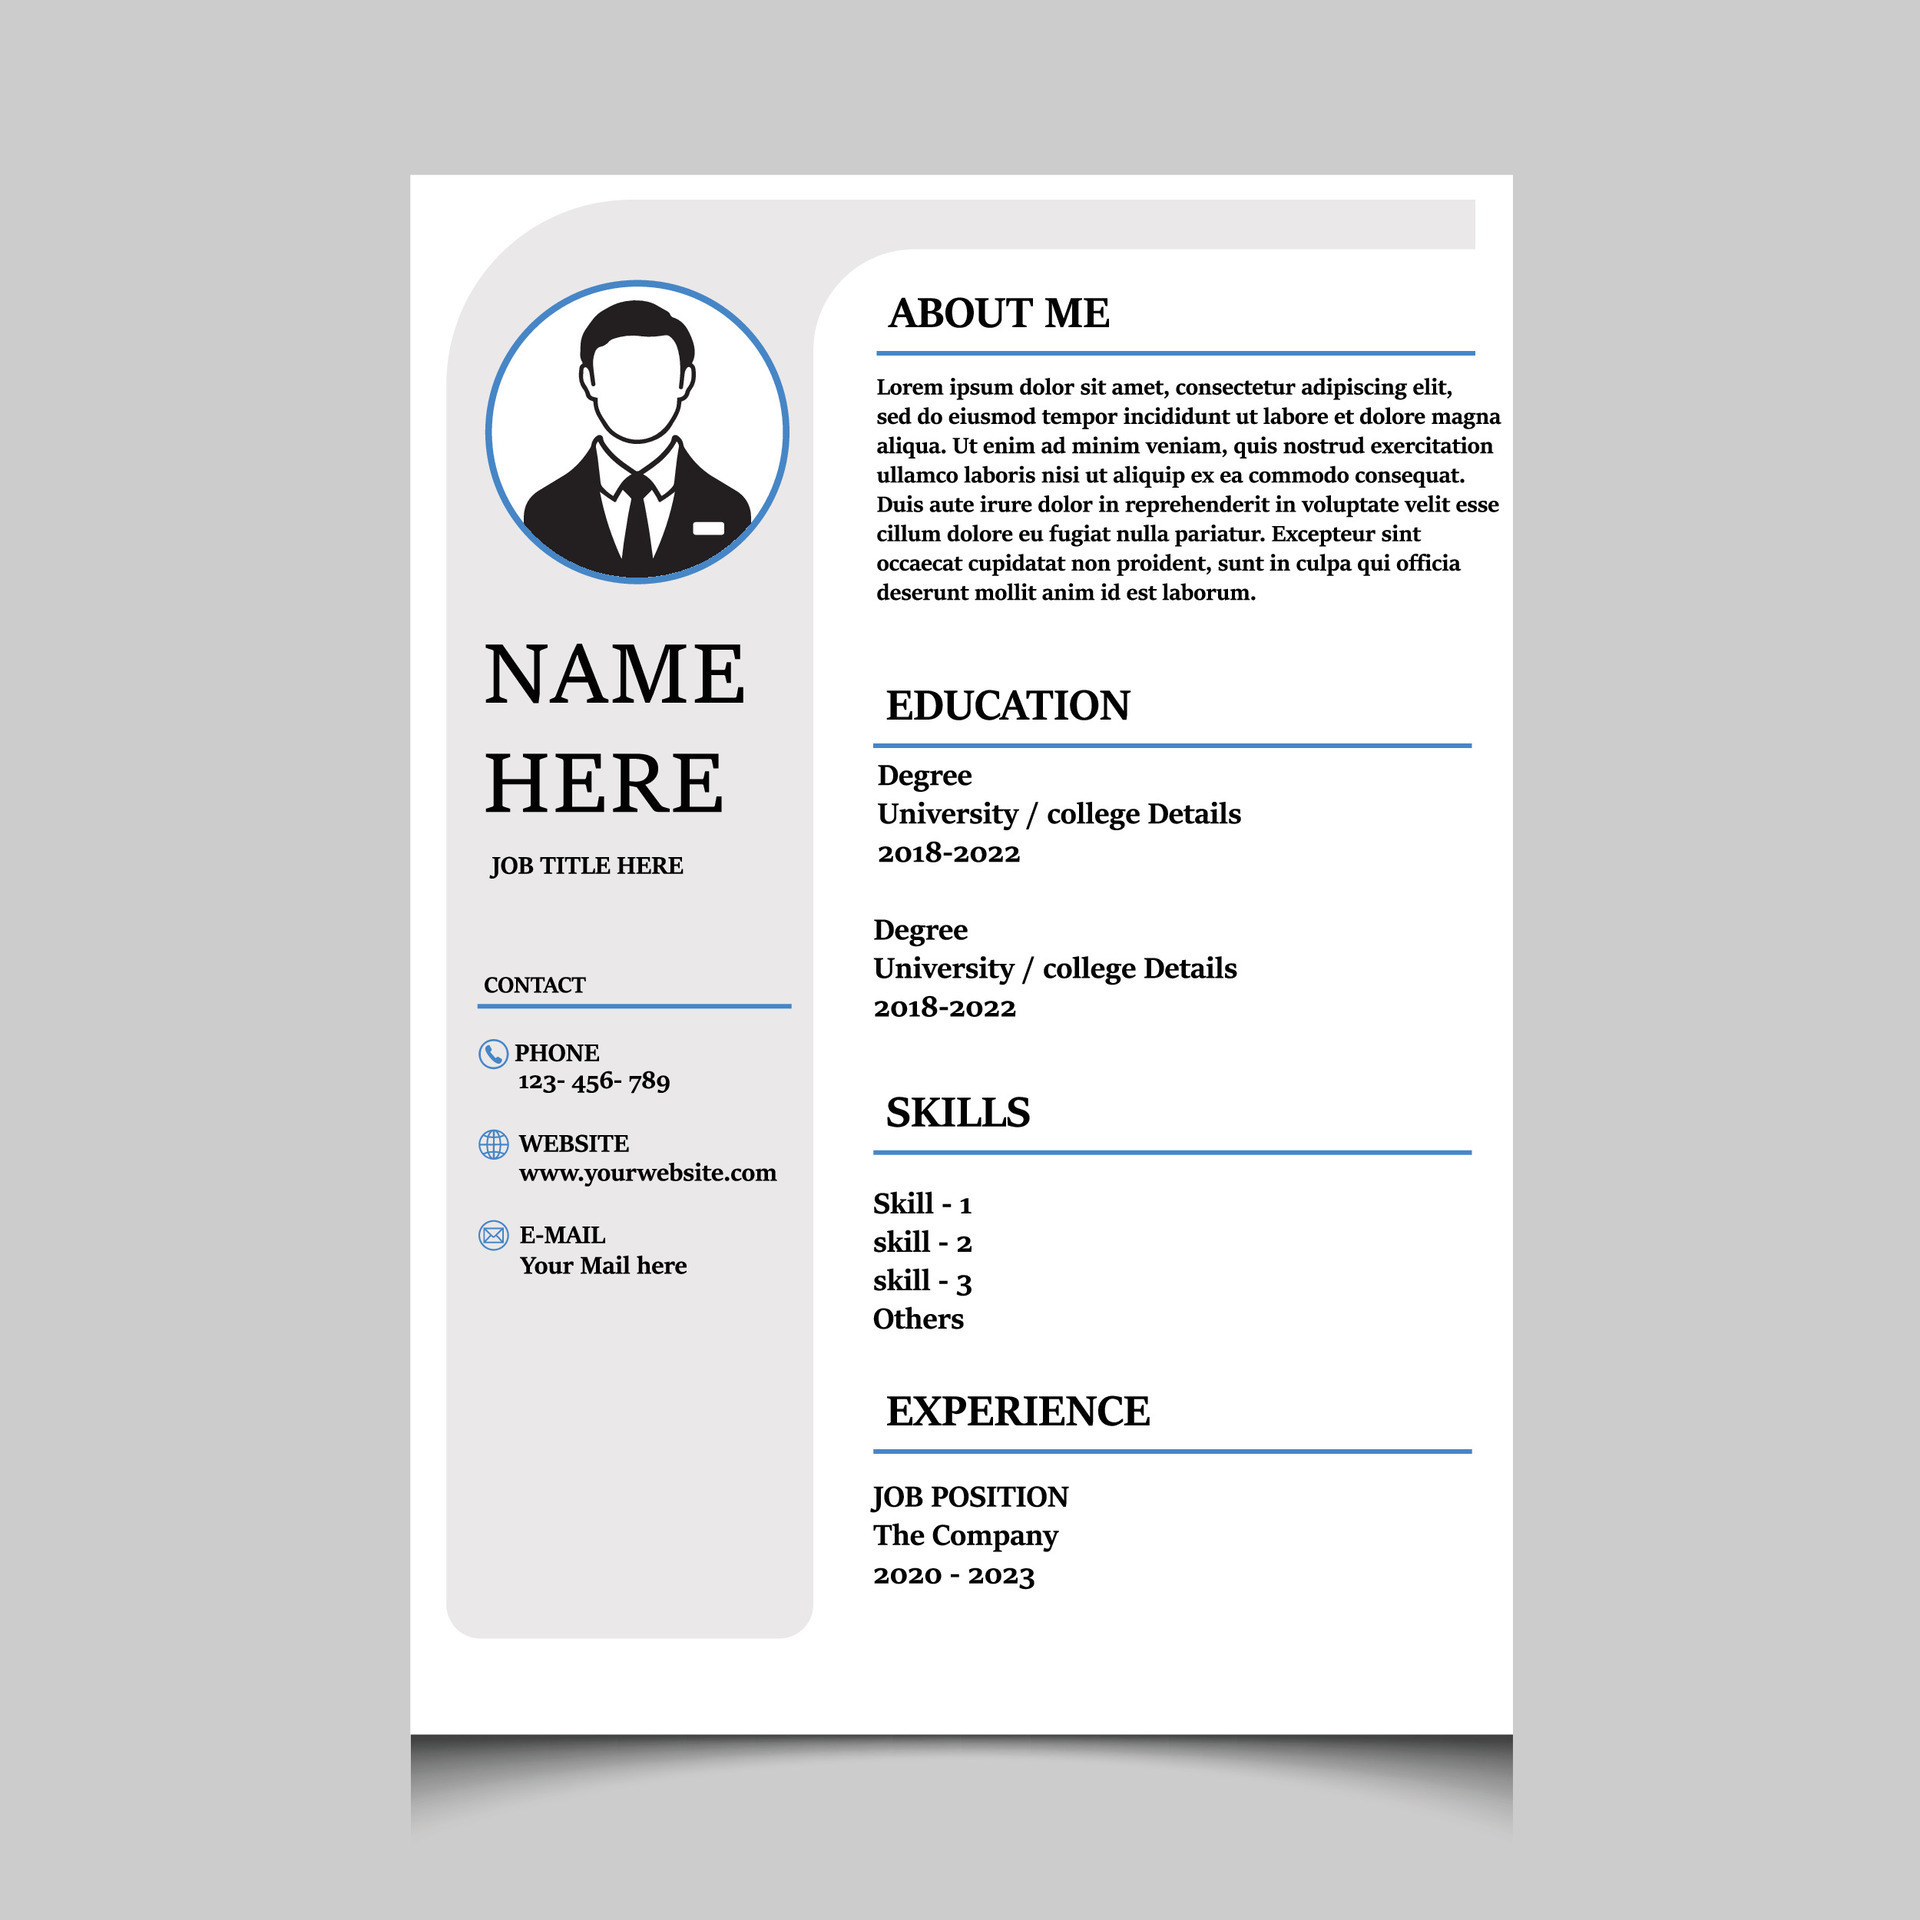 NAME
HERE
JOB TITLE HERE
CONTACT
PHONE
123- 456- 789
WEBSITE
www.yourwebsite.com
E-MAIL
Your Mail here
ABOUT ME
Lorem ipsum dolor sit amet, consectetur adipiscing elit,
sed do eiusmod tempor incididunt ut labore et dolore magna
aliqua. Ut enim ad minim veniam, quis nostrud exercitation
ullamco laboris nisi ut aliquip ex ea commodo consequat.
Duis aute irure dolor in reprehenderit in voluptate velit esse
cillum dolore eu fugiat nulla pariatur. Excepteur sint
occaecat cupidatat non proident, sunt in culpa qui officia
deserunt mollit anim id est laborum.
EDUCATION
Degree
University / college Details
2018-2022
Degree
University / college Details
2018-2022
SKILLS
Skill - 1
skill - 2
skill - 3
Others
EXPERIENCE
JOB POSITION
The Company
2020 - 2023